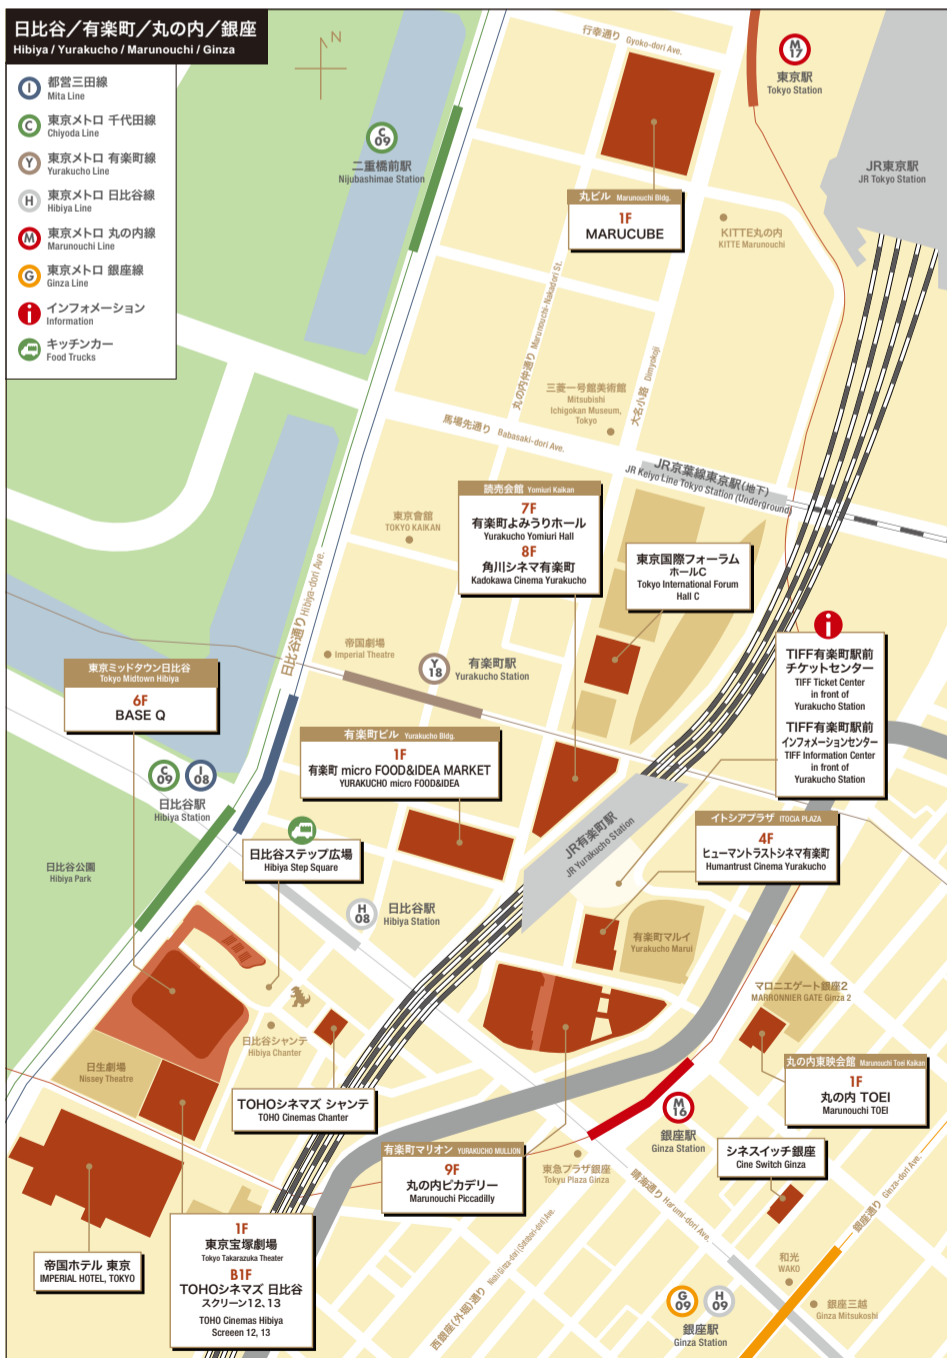 日比谷／有楽町／丸の内／銀座
Hibiya / Yurakucho / Marunouchi / Ginza
I
都営三田線
Mita Line
C
東京メトロ 千代田線
Chiyoda Line
Y
東京メトロ 有楽町線
Yurakucho Line
H
東京メトロ 日比谷線
Hibiya Line
M
東京メトロ 丸の内線
Marunouchi Line
G
東京メトロ 銀座線
Ginza Line
i
インフォメーション
Information
キッチンカー
Food Trucks
N
行幸通り Gyoko-dori Ave.
M
17
東京駅
Tokyo Station
C
09
二重橋前駅
Nijubashimae Station
JR東京駅
JR Tokyo Station
丸ビル Marunouchi Bldg.
1F
MARUCUBE
KITTE丸の内
KITTE Marunouchi
丸の内仲通り Marunouchi-Nakadori St.
大名小路 Dimyokoji
三菱一号館美術館
Mitsubishi
Ichigokan Museum,
Tokyo
馬場先通り Babasaki-dori Ave.
JR京葉線東京駅(地下)
JR Keiyo Line Tokyo Station (Underground)
読売会館 Yomiuri Kaikan
7F
有楽町よみうりホール
Yurakucho Yomiuri Hall
8F
角川シネマ有楽町
Kadokawa Cinema Yurakucho
東京會舘
TOKYO KAIKAN
東京国際フォーラム
ホールC
Tokyo International Forum
Hall C
日比谷通り Hibiya-dori Ave.
帝国劇場
Imperial Theatre
Y
18
有楽町駅
Yurakucho Station
i
TIFF有楽町駅前
チケットセンター
TIFF Ticket Center
in front of
Yurakucho Station
TIFF有楽町駅前
インフォメーションセンター
TIFF Information Center
in front of
Yurakucho Station
東京ミッドタウン日比谷
Tokyo Midtown Hibiya
6F
BASE Q
有楽町ビル Yurakucho Bldg.
1F
有楽町 micro FOOD&IDEA MARKET
YURAKUCHO micro FOOD&IDEA
C
09
I
08
日比谷駅
Hibiya Station
JR有楽町駅
JR Yurakucho Station
イトシアプラザ ITOCIA PLAZA
4F
ヒューマントラストシネマ有楽町
Humantrust Cinema Yurakucho
日比谷公園
Hibiya Park
日比谷ステップ広場
Hibiya Step Square
H
08
日比谷駅
Hibiya Station
有楽町マルイ
Yurakucho Marui
マロニエゲート銀座2
MARRONNIER GATE Ginza 2
日比谷シャンテ
Hibiya Chanter
日生劇場
Nissey Theatre
丸の内東映会館 Marunouchi Toei Kaikan
1F
丸の内 TOEI
Marunouchi TOEI
TOHOシネマズ シャンテ
TOHO Cinemas Chanter
M
16
銀座駅
Ginza Station
有楽町マリオン YURAKUCHO MULLION
9F
丸の内ピカデリー
Marunouchi Piccadilly
東急プラザ銀座
Tokyu Plaza Ginza
シネスイッチ銀座
Cine Switch Ginza
晴海通り Harumi-dori Ave.
銀座通り Ginza-dori Ave.
西銀座(外堀)通り Nishi Ginza-dori (Sotobori-dori) Ave.
1F
東京宝塚劇場
Tokyo Takarazuka Theater
B1F
TOHOシネマズ 日比谷
スクリーン12、13
TOHO Cinemas Hibiya
Screeen 12, 13
帝国ホテル 東京
IMPERIAL HOTEL, TOKYO
和光
WAKO
銀座三越
Ginza Mitsukoshi
G
09
H
09
銀座駅
Ginza Station